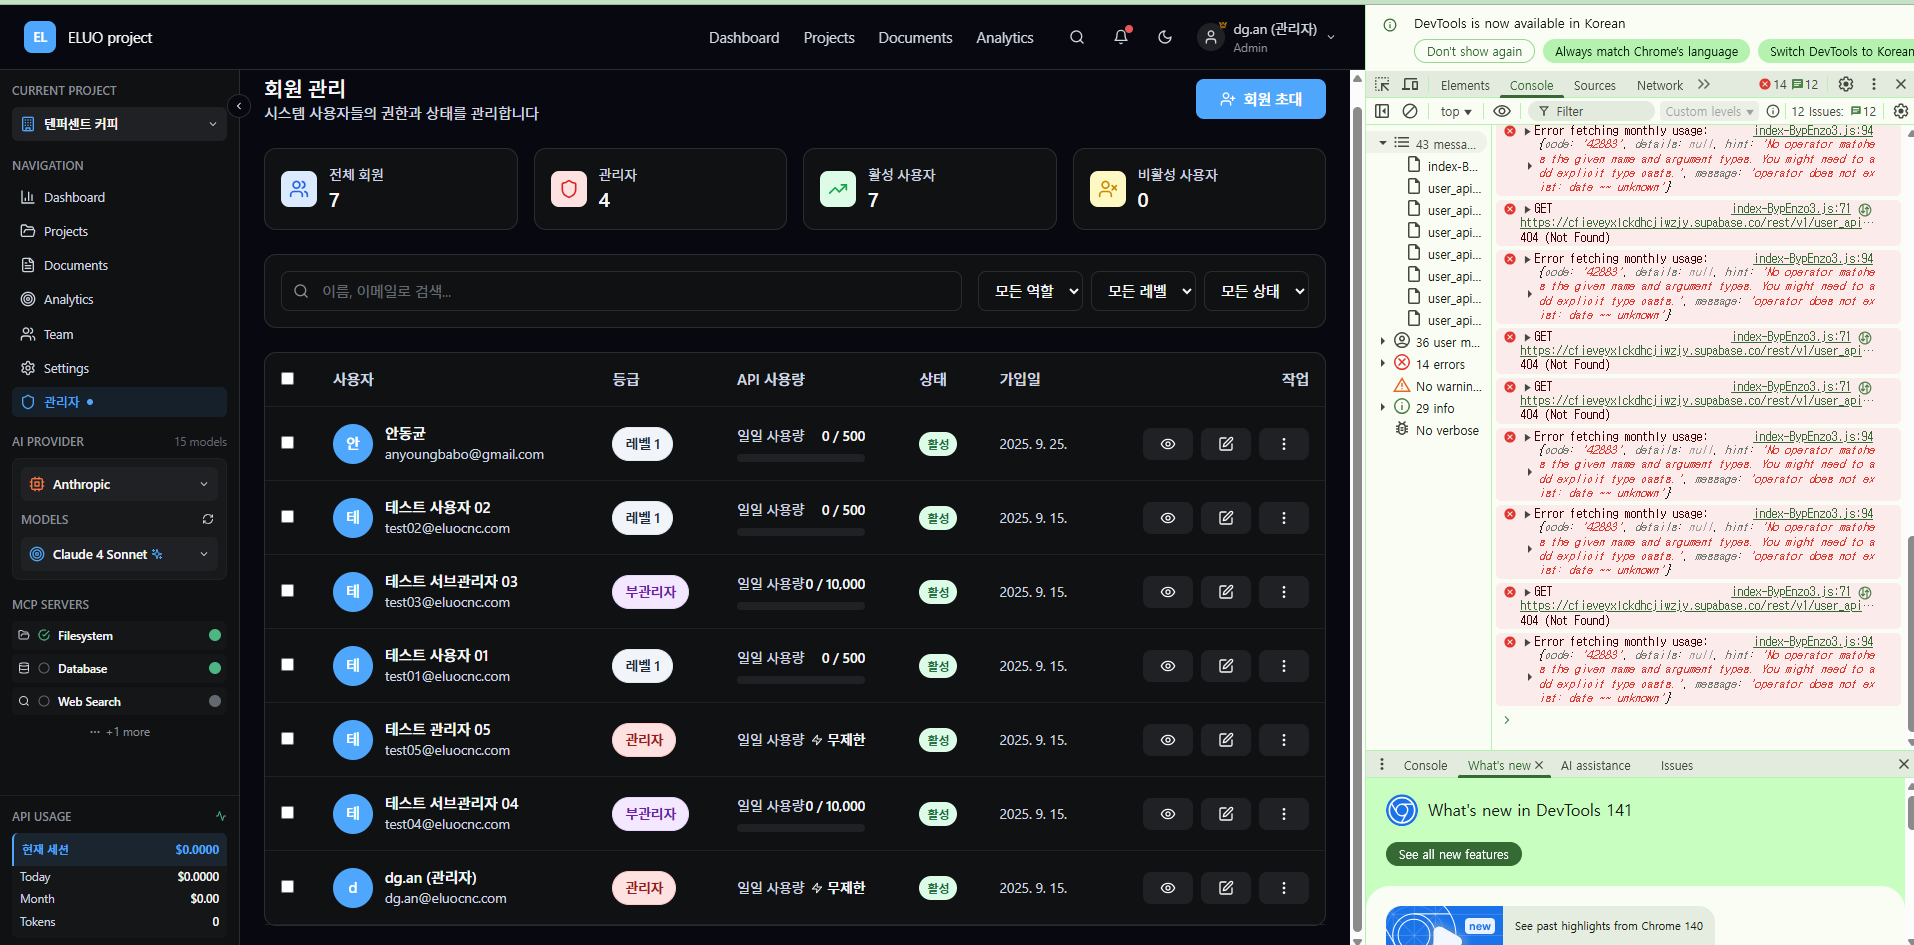 EL
ELUO project
Dashboard
Projects
Documents
Analytics
dg.an (관리자)
Admin
CURRENT PROJECT
텐퍼센트 커피
NAVIGATION
Dashboard
Projects
Documents
Analytics
Team
Settings
관리자
AI PROVIDER
15 models
Anthropic
MODELS
Claude 4 Sonnet
MCP SERVERS
Filesystem
Database
Web Search
··· +1 more
API USAGE
현재 세션 $0.0000
Today $0.0000
Month $0.00
Tokens 0
회원 관리
시스템 사용자들의 권한과 상태를 관리합니다
회원 초대
전체 회원
7
관리자
4
활성 사용자
7
비활성 사용자
0
이름, 이메일로 검색...
모든 역할
모든 레벨
모든 상태
사용자 등급 API 사용량 상태 가입일 작업
안
안동균
anyoungbabo@gmail.com
레벨 1
일일 사용량 0 / 500
활성
2025. 9. 25.
테
테스트 사용자 02
test02@eluocnc.com
레벨 1
일일 사용량 0 / 500
활성
2025. 9. 15.
테
테스트 서브관리자 03
test03@eluocnc.com
부관리자
일일 사용량0 / 10,000
활성
2025. 9. 15.
테
테스트 사용자 01
test01@eluocnc.com
레벨 1
일일 사용량 0 / 500
활성
2025. 9. 15.
테
테스트 관리자 05
test05@eluocnc.com
관리자
일일 사용량 무제한
활성
2025. 9. 15.
테
테스트 서브관리자 04
test04@eluocnc.com
부관리자
일일 사용량0 / 10,000
활성
2025. 9. 15.
d
dg.an (관리자)
dg.an@eluocnc.com
관리자
일일 사용량 무제한
활성
2025. 9. 15.
DevTools is now available in Korean
Don't show again
Always match Chrome's language
Switch DevTools to Korean
Elements
Console
Sources
Network
14
12
top
Filter
Custom levels
12 Issues: 12
43 messa...
index-B...
user_api...
user_api...
user_api...
user_api...
user_api...
user_api...
user_api...
36 user m...
14 errors
No warnin...
29 info
No verbose
Error fetching monthly usage: index-BypEnzo3.js:94
{code: '42883', details: null, hint: 'No operator matche
s the given name and argument types. You might need to a
dd explicit type casts.', message: 'operator does not ex
ist: date ~~ unknown'}
GET index-BypEnzo3.js:71
https://cfieveyxlckdhcjiwzjy.supabase.co/rest/v1/user_api…
404 (Not Found)
Error fetching monthly usage: index-BypEnzo3.js:94
{code: '42883', details: null, hint: 'No operator matche
s the given name and argument types. You might need to a
dd explicit type casts.', message: 'operator does not ex
ist: date ~~ unknown'}
GET index-BypEnzo3.js:71
https://cfieveyxlckdhcjiwzjy.supabase.co/rest/v1/user_api…
404 (Not Found)
GET index-BypEnzo3.js:71
https://cfieveyxlckdhcjiwzjy.supabase.co/rest/v1/user_api…
404 (Not Found)
Error fetching monthly usage: index-BypEnzo3.js:94
{code: '42883', details: null, hint: 'No operator matche
s the given name and argument types. You might need to a
dd explicit type casts.', message: 'operator does not ex
ist: date ~~ unknown'}
Error fetching monthly usage: index-BypEnzo3.js:94
{code: '42883', details: null, hint: 'No operator matche
s the given name and argument types. You might need to a
dd explicit type casts.', message: 'operator does not ex
ist: date ~~ unknown'}
GET index-BypEnzo3.js:71
https://cfieveyxlckdhcjiwzjy.supabase.co/rest/v1/user_api…
404 (Not Found)
Error fetching monthly usage: index-BypEnzo3.js:94
{code: '42883', details: null, hint: 'No operator matche
s the given name and argument types. You might need to a
dd explicit type casts.', message: 'operator does not ex
ist: date ~~ unknown'}
Console
What's new
AI assistance
Issues
What's new in DevTools 141
See all new features
new
See past highlights from Chrome 140